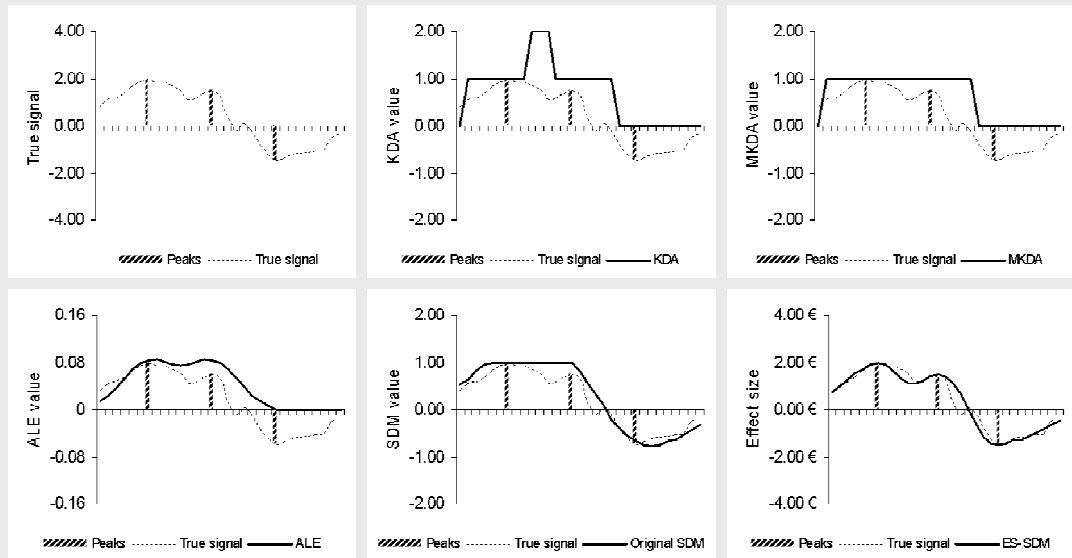 4.00
2.00
0.00
-2.00
-4.00
True signal
Peaks True signal
2.00
1.00
0.00
-1.00
-2.00
KDA value
Peaks True signal KDA
2.00
1.00
0.00
-1.00
-2.00
MKDA value
Peaks True signal MKDA
0.16
0.08
0
-0.08
-0.16
ALE value
Peaks True signal ALE
2.00
1.00
0.00
-1.00
-2.00
SDM value
Peaks True signal Original SDM
4.00 €
2.00 €
0.00 €
-2.00 €
-4.00 €
Effect size
Peaks True signal ES-SDM